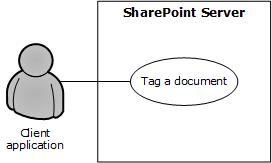 SharePoint Server
Tag a document
Client
application